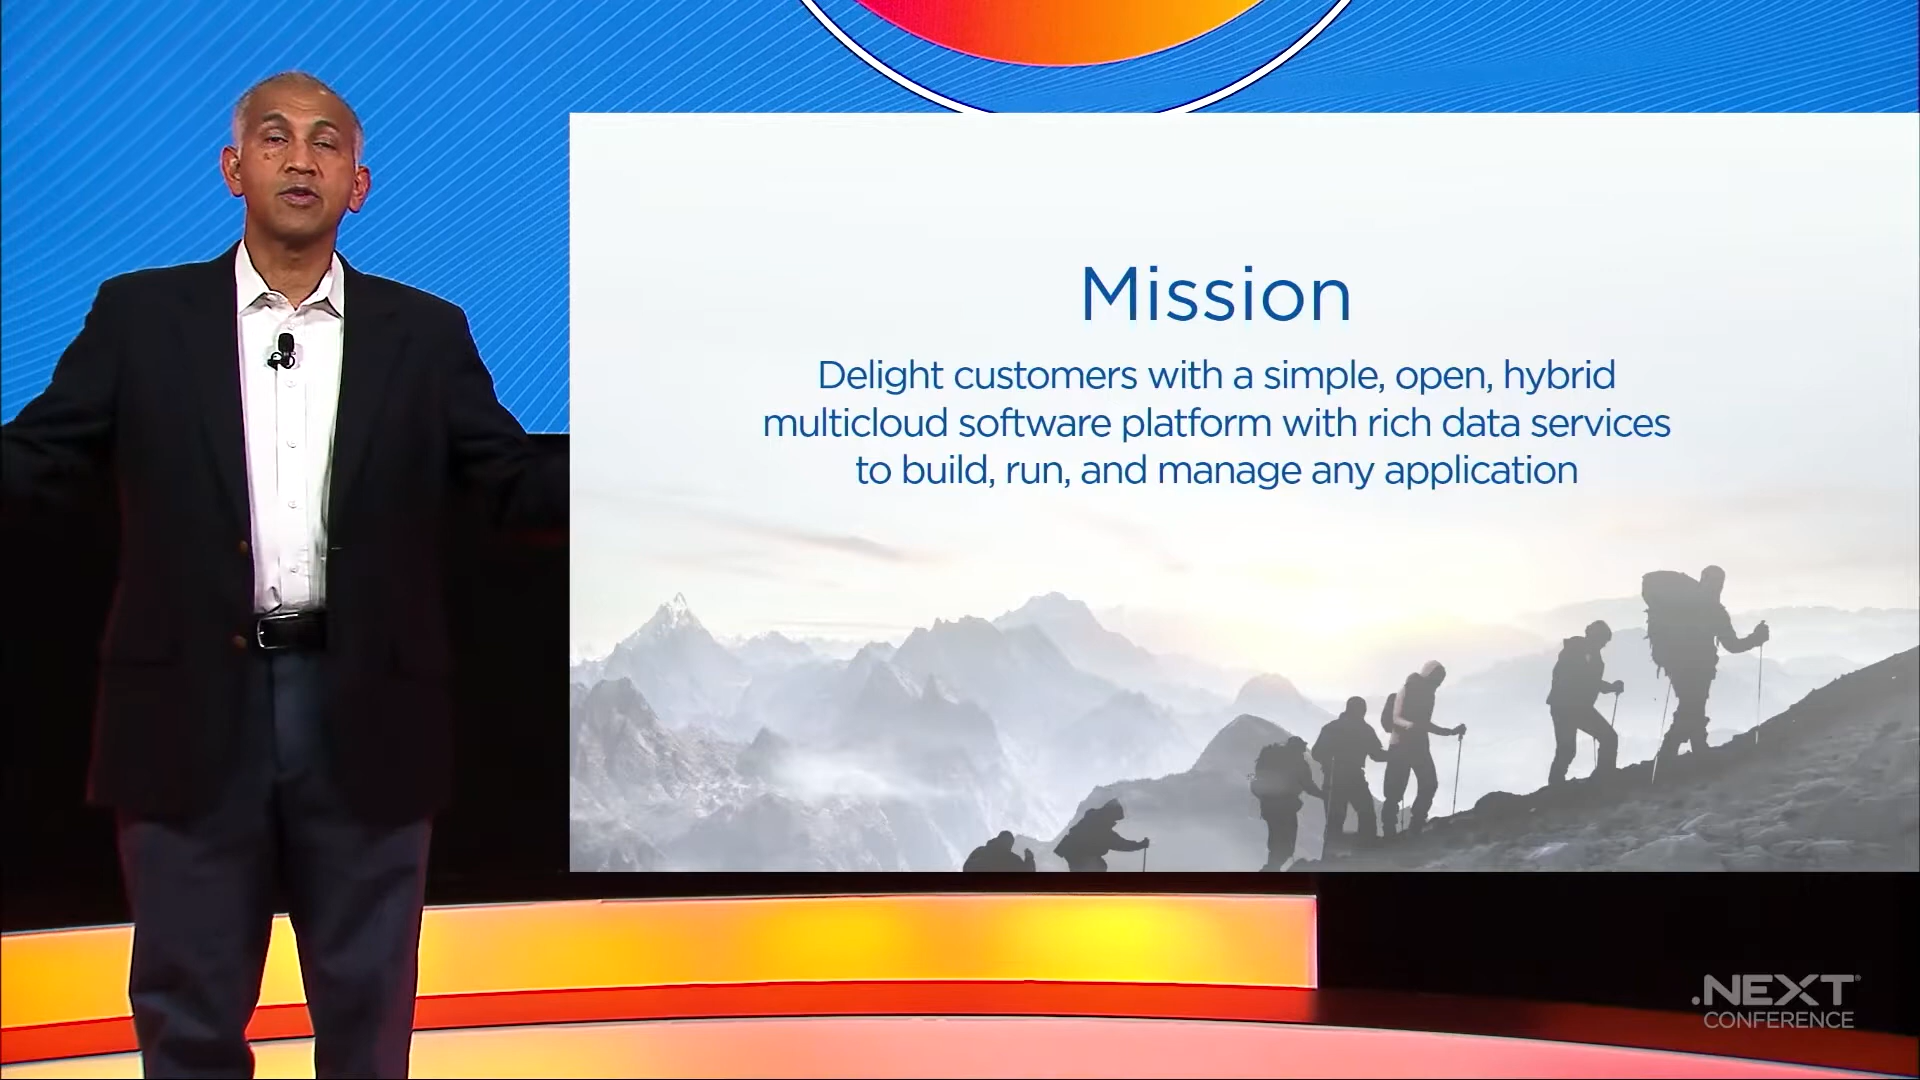 Mission
Delight customers with a simple, open, hybrid
multicloud software platform with rich data services
to build, run, and manage any application
.NEXT®
CONFERENCE